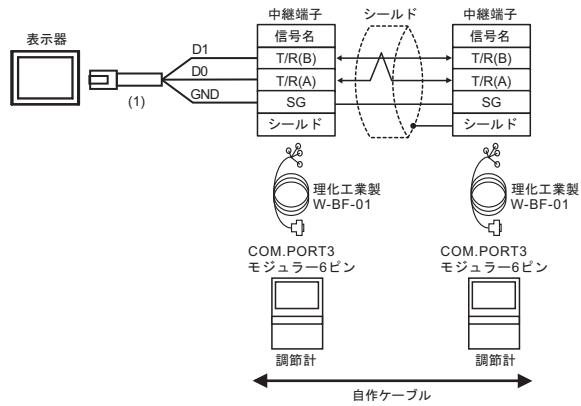 中継端子
シールド
中継端子
表示器
信号名
信号名
D1
T/R(B)
T/R(B)
D0
T/R(A)
T/R(A)
GND
SG
SG
(1)
シールド
シールド
理化工業製
W-BF-01
理化工業製
W-BF-01
COM.PORT3
モジュラー6ピン
COM.PORT3
モジュラー6ピン
調節計
調節計
自作ケーブル